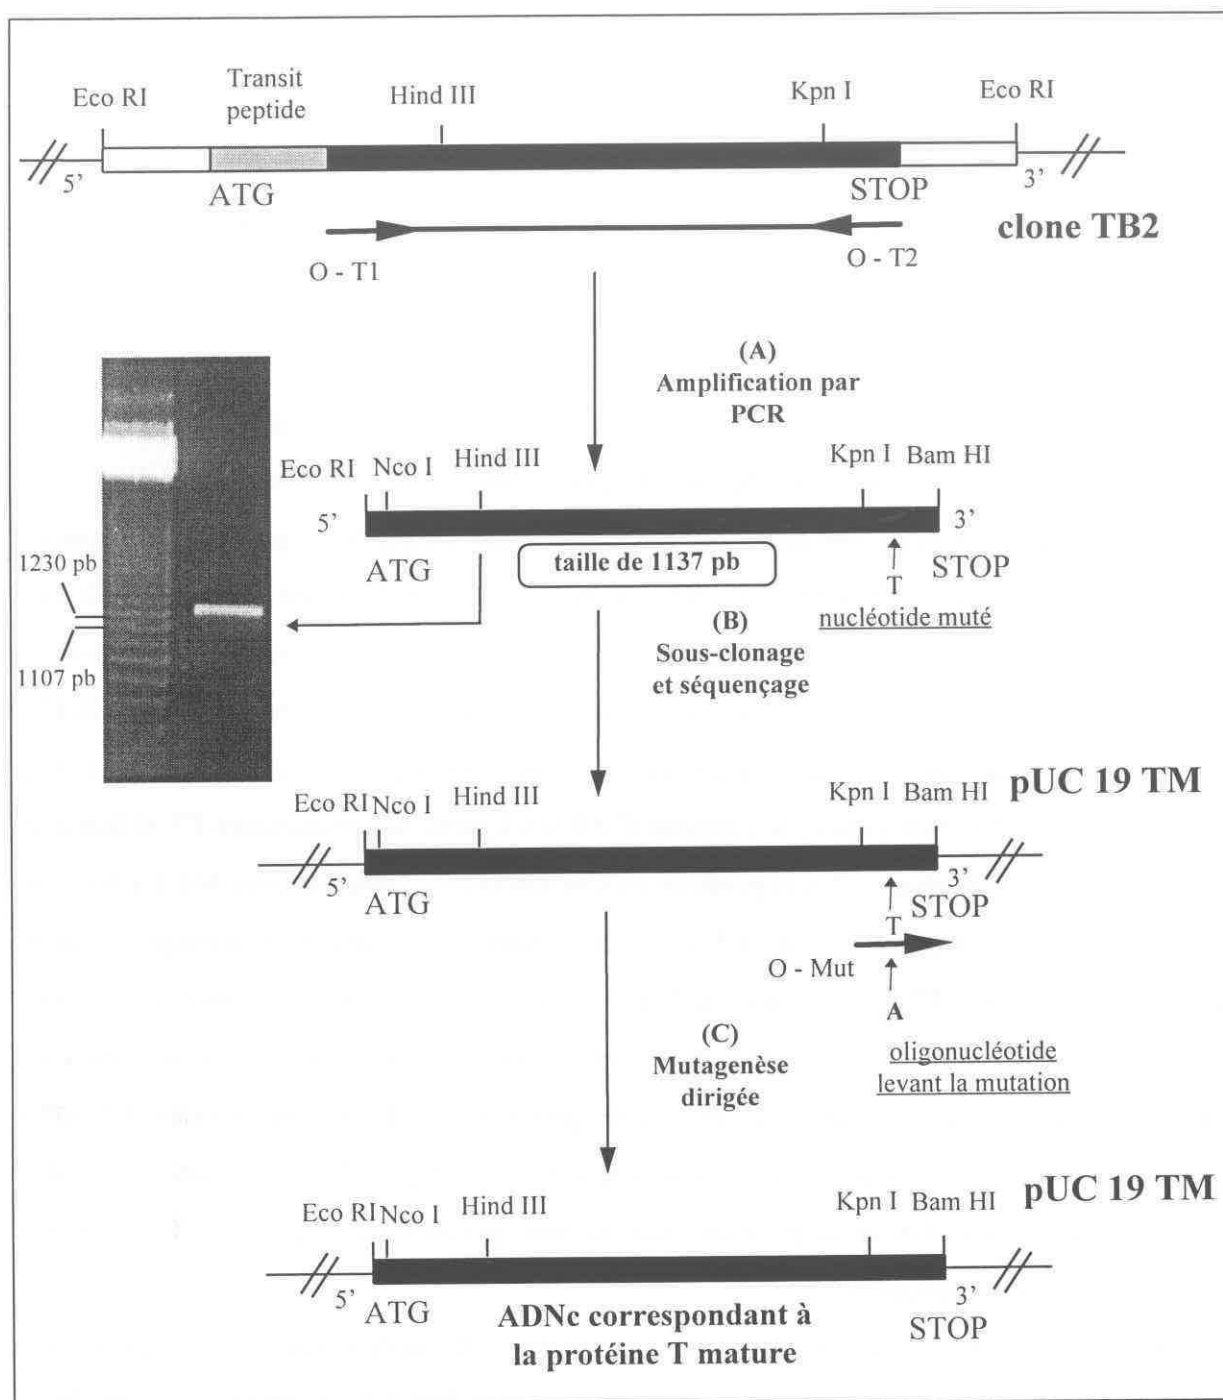 Transit
peptide
Eco RI
Hind III
Kpn I
Eco RI
5'
ATG
STOP
3'
clone TB2
O - T1
O - T2
(A)
Amplification par
PCR
Eco RI
Nco I
Hind III
Kpn I
Bam HI
5'
3'
ATG
taille de 1137 pb
T
STOP
nucléotide muté
1230 pb
1107 pb
(B)
Sous-clonage
et séquençage
pUC 19 TM
Eco RI
Nco I
Hind III
Kpn I
Bam HI
5'
ATG
3'
T
STOP
O - Mut
A
oligonucléotide
levant la mutation
(C)
Mutagenèse
dirigée
pUC 19 TM
Eco RI
Nco I
Hind III
Kpn I
Bam HI
5'
ATG
3'
STOP
ADNc correspondant à
la protéine T mature